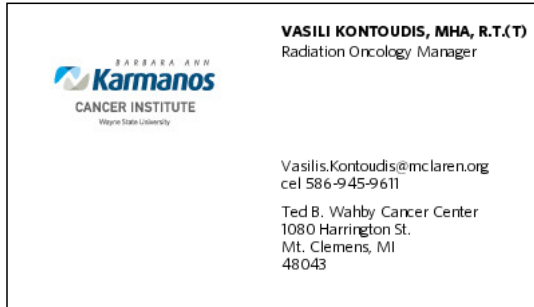 BARBARA ANN
Karmanos
CANCER INSTITUTE
Wayne State University
VASILI KONTOUDIS, MHA, R.T.(T)
Radiation Oncology Manager
Vasilis.Kontoudis@mclaren.org
cel 586-945-9611
Ted B. Wahby Cancer Center
1080 Harrington St.
Mt. Clemens, MI
48043